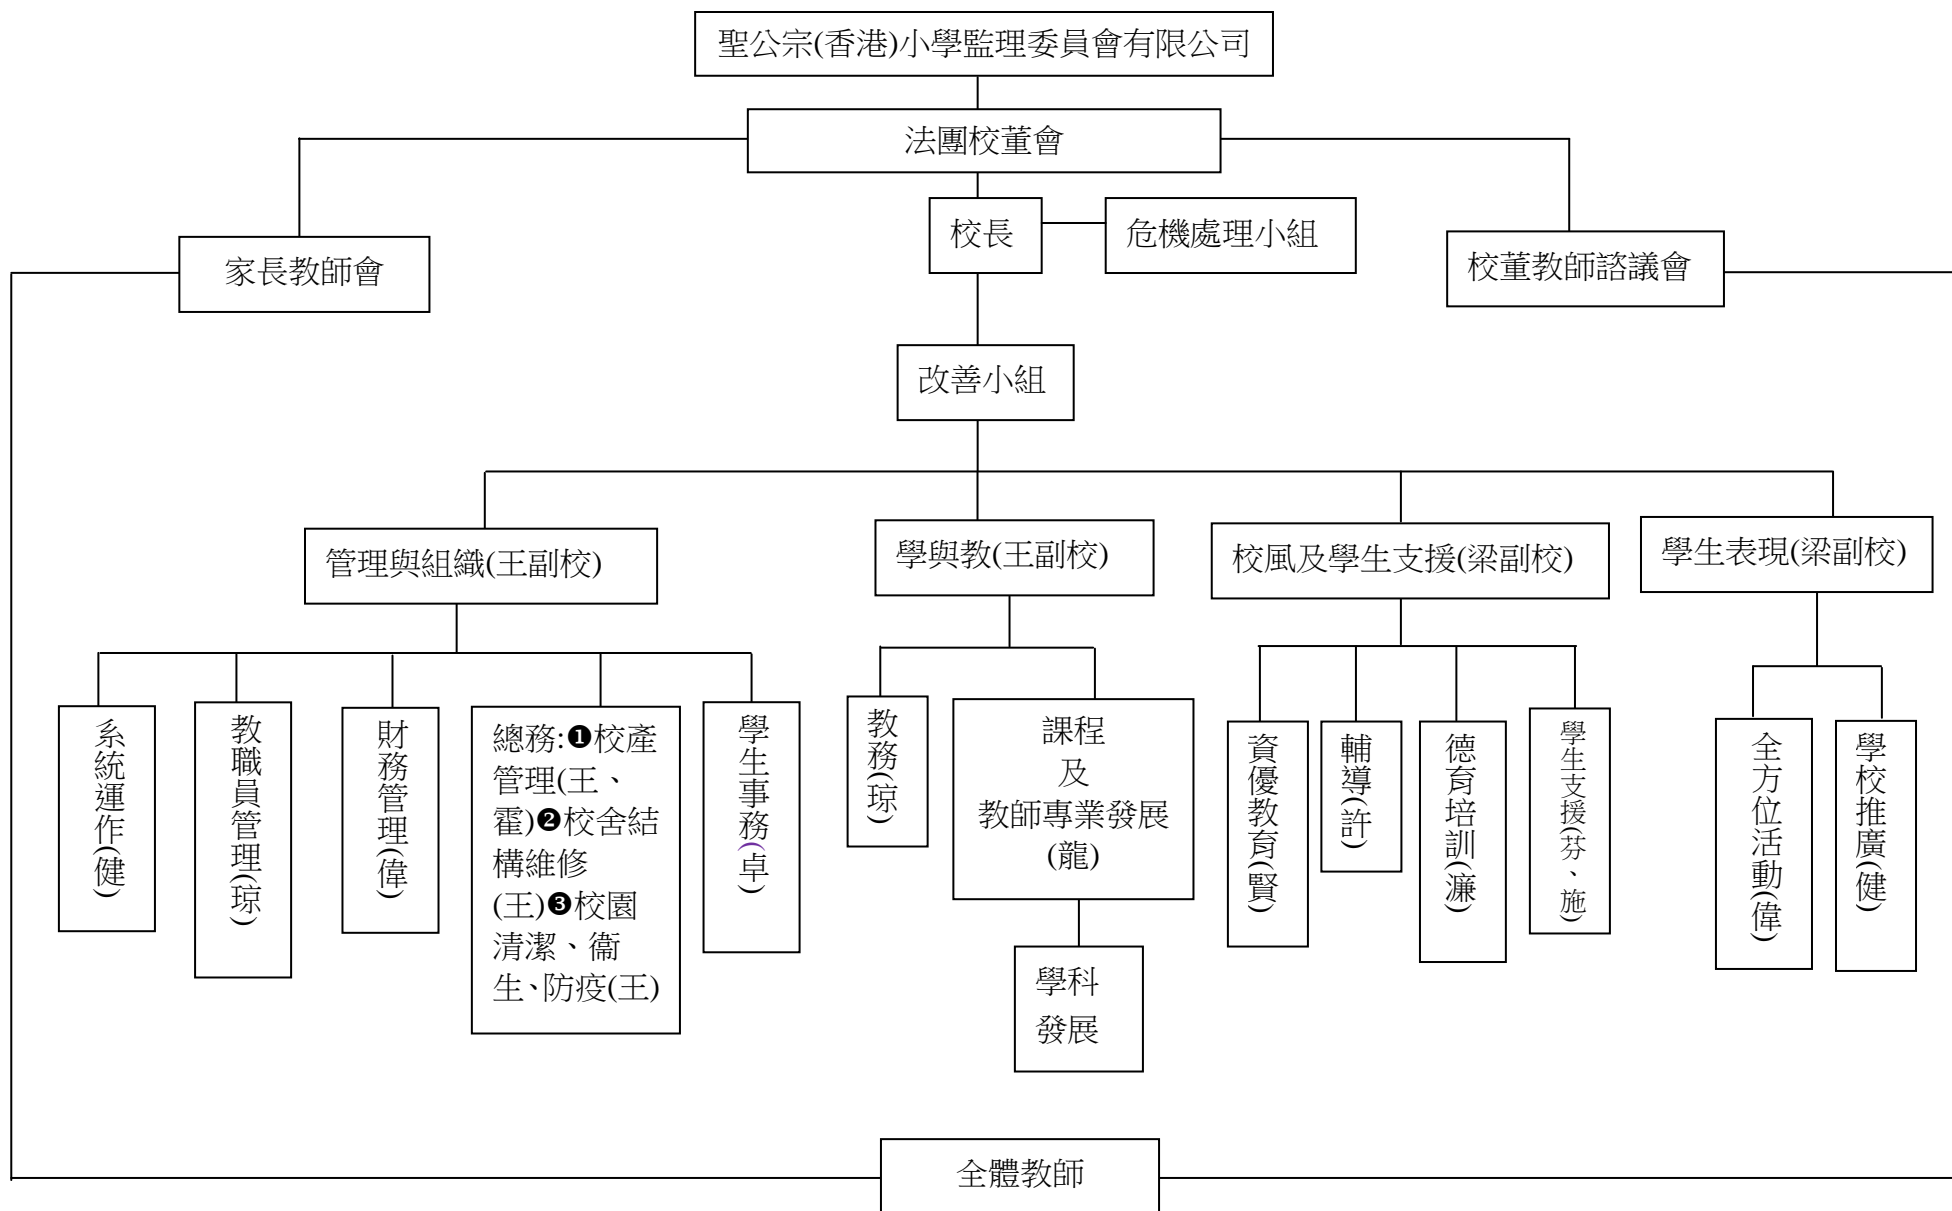 聖公宗(香港)小學監理委員會有限公司
法團校董會
校長
危機處理小組
家長教師會
校董教師諮議會
改善小組
管理與組織(王副校)
學與教(王副校)
校風及學生支援(梁副校)
學生表現(梁副校)
系統運作(健)
教職員管理(琼)
財務管理(偉)
總務:❶校產
管理(王、
霍)❷校舍結
構維修
(王)❸校園
清潔、衞
生、防疫(王)
學生事務(卓)
教務(琼)
課程
及
教師專業發展
(龍)
學科
發展
資優教育(賢)
輔導(許)
德育培訓(濂)
學生支援(芬、施)
全方位活動(偉)
學校推廣(健)
全體教師